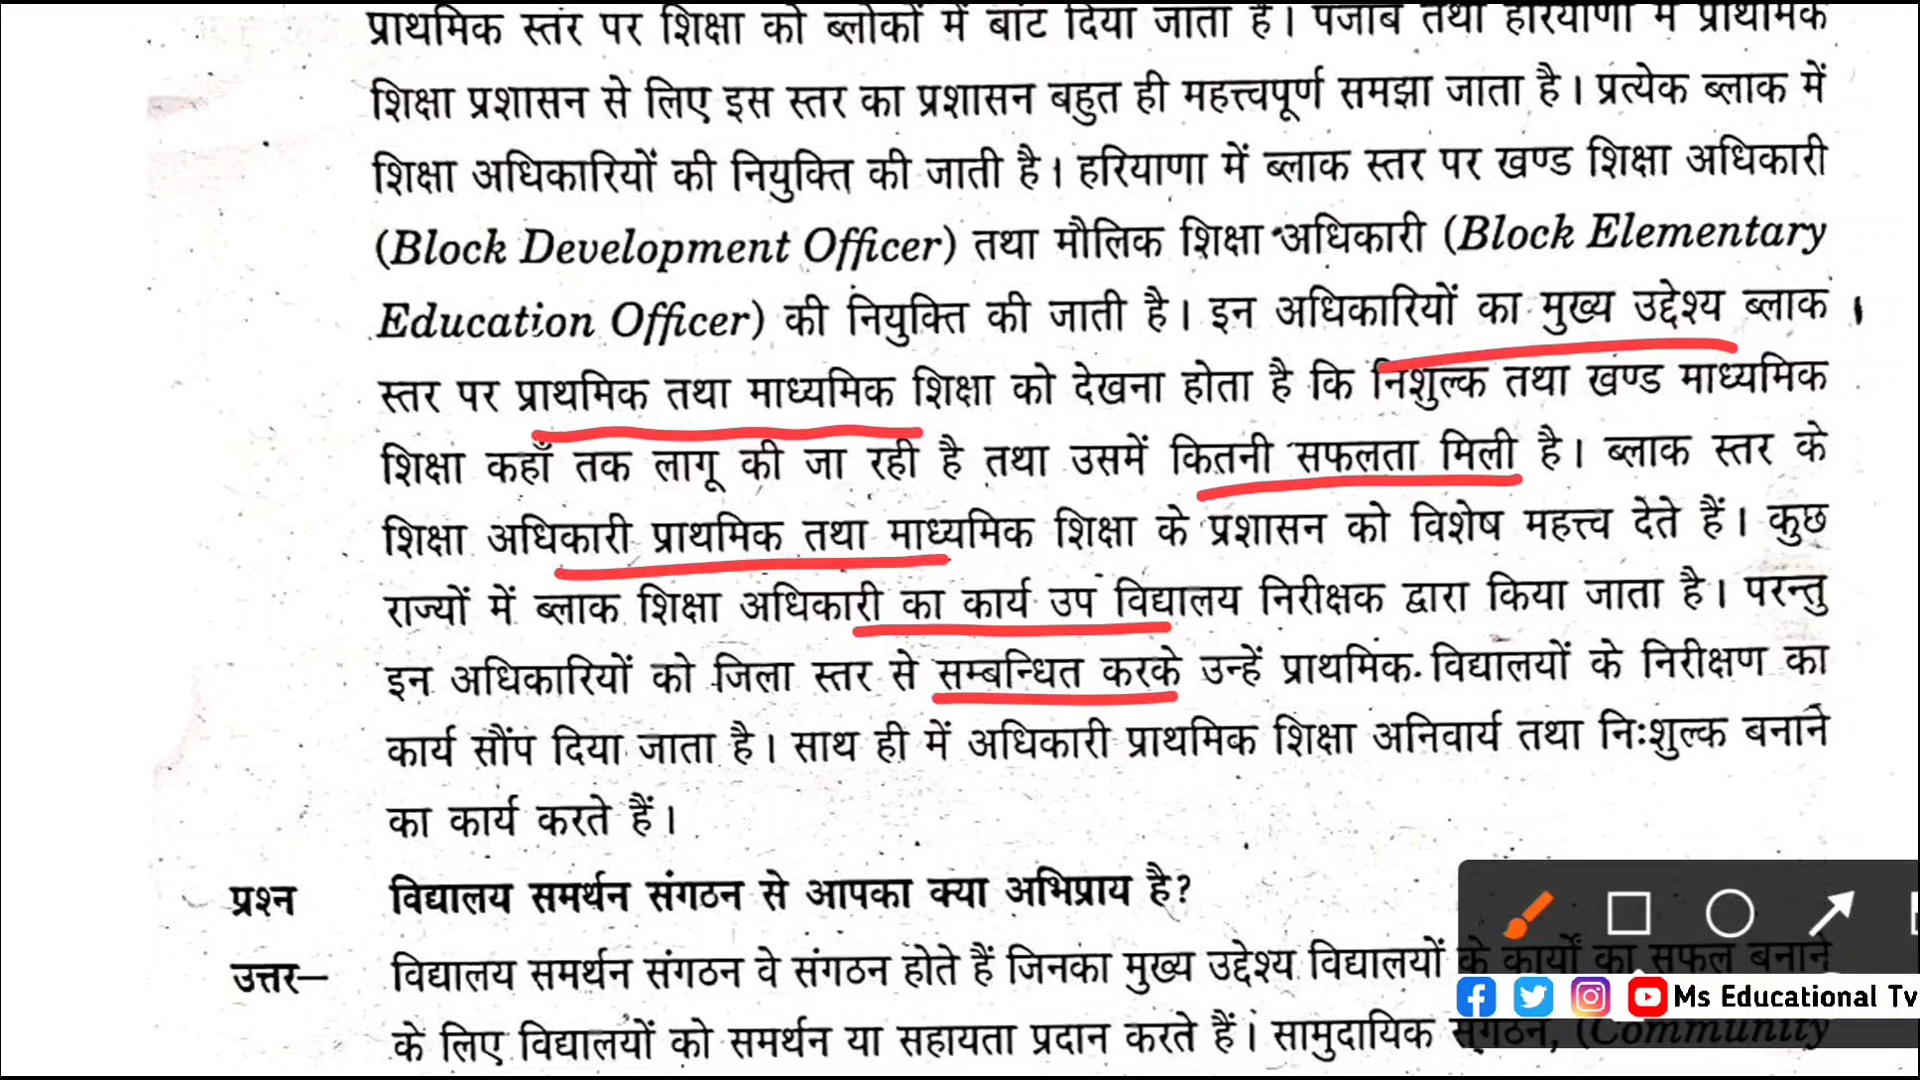 प्राथमिक स्तर पर शिक्षा को ब्लोकों में बांट दिया जाता है। पंजाब तथा हरियाणा में प्राथमिक
शिक्षा प्रशासन से लिए इस स्तर का प्रशासन बहुत ही महत्त्वपूर्ण समझा जाता है। प्रत्येक ब्लाक में
शिक्षा अधिकारियों की नियुक्ति की जाती है। हरियाणा में ब्लाक स्तर पर खण्ड शिक्षा अधिकारी
(Block Development Officer) तथा मौलिक शिक्षा अधिकारी (Block Elementary
Education Officer) की नियुक्ति की जाती है। इन अधिकारियों का मुख्य उद्देश्य ब्लाक
स्तर पर प्राथमिक तथा माध्यमिक शिक्षा को देखना होता है कि निशुल्क तथा खण्ड माध्यमिक
शिक्षा कहाँ तक लागू की जा रही है तथा उसमें कितनी सफलता मिली है। ब्लाक स्तर के
शिक्षा अधिकारी प्राथमिक तथा माध्यमिक शिक्षा के प्रशासन को विशेष महत्त्व देते हैं। कुछ
राज्यों में ब्लाक शिक्षा अधिकारी का कार्य उप विद्यालय निरीक्षक द्वारा किया जाता है। परन्तु
इन अधिकारियों को जिला स्तर से सम्बन्धित करके उन्हें प्राथमिक विद्यालयों के निरीक्षण का
कार्य सौंप दिया जाता है। साथ ही में अधिकारी प्राथमिक शिक्षा अनिवार्य तथा निःशुल्क बनाने
का कार्य करते हैं।
प्रश्न विद्यालय समर्थन संगठन से आपका क्या अभिप्राय है?
उत्तर— विद्यालय समर्थन संगठन वे संगठन होते हैं जिनका मुख्य उद्देश्य विद्यालयों के कार्यों का सफल बनाने
Ms Educational Tv
के लिए विद्यालयों को समर्थन या सहायता प्रदान करते हैं। सामुदायिक संगठन, (Community